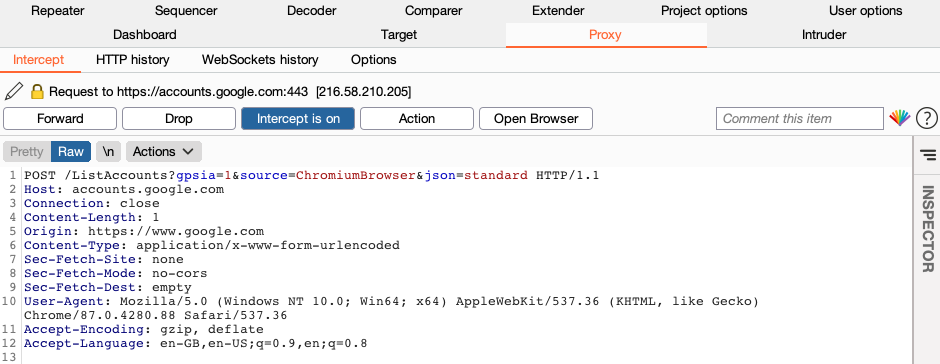 Repeater Sequencer Decoder Comparer Extender Project options User options
Dashboard Target Proxy Intruder
Intercept HTTP history WebSockets history Options
Request to https://accounts.google.com:443 [216.58.210.205]
Forward Drop Intercept is on Action Open Browser Comment this item ?
Pretty Raw \n Actions
1 POST /ListAccounts?gpsia=1&source=ChromiumBrowser&json=standard HTTP/1.1
2 Host: accounts.google.com
3 Connection: close
4 Content-Length: 1
5 Origin: https://www.google.com
6 Content-Type: application/x-www-form-urlencoded
7 Sec-Fetch-Site: none
8 Sec-Fetch-Mode: no-cors
9 Sec-Fetch-Dest: empty
10 User-Agent: Mozilla/5.0 (Windows NT 10.0; Win64; x64) AppleWebKit/537.36 (KHTML, like Gecko)
Chrome/87.0.4280.88 Safari/537.36
11 Accept-Encoding: gzip, deflate
12 Accept-Language: en-GB,en-US;q=0.9,en;q=0.8
13
INSPECTOR